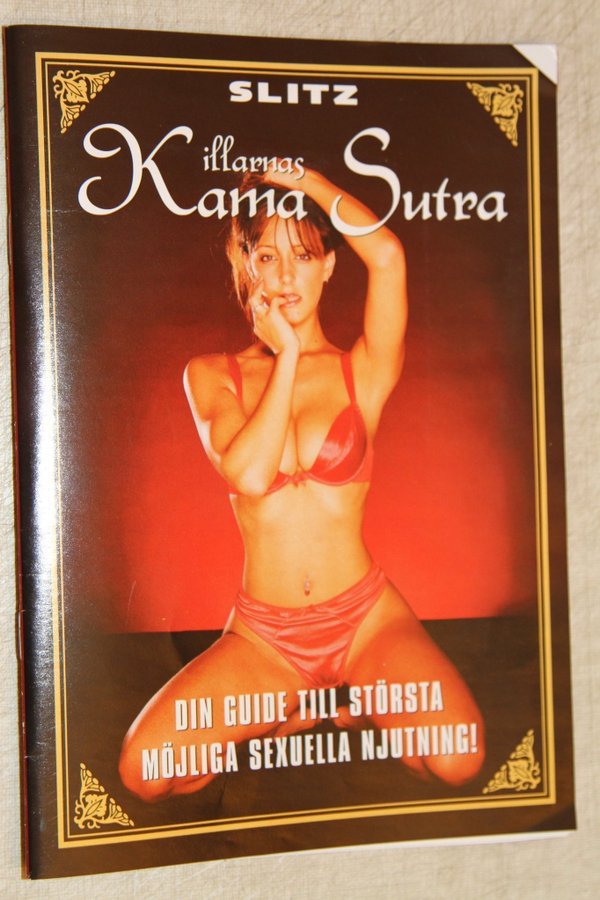 SLITZ
Killarnas
Kama Sutra
DIN GUIDE TILL STÖRSTA
MÖJLIGA SEXUELLA NJUTNING!